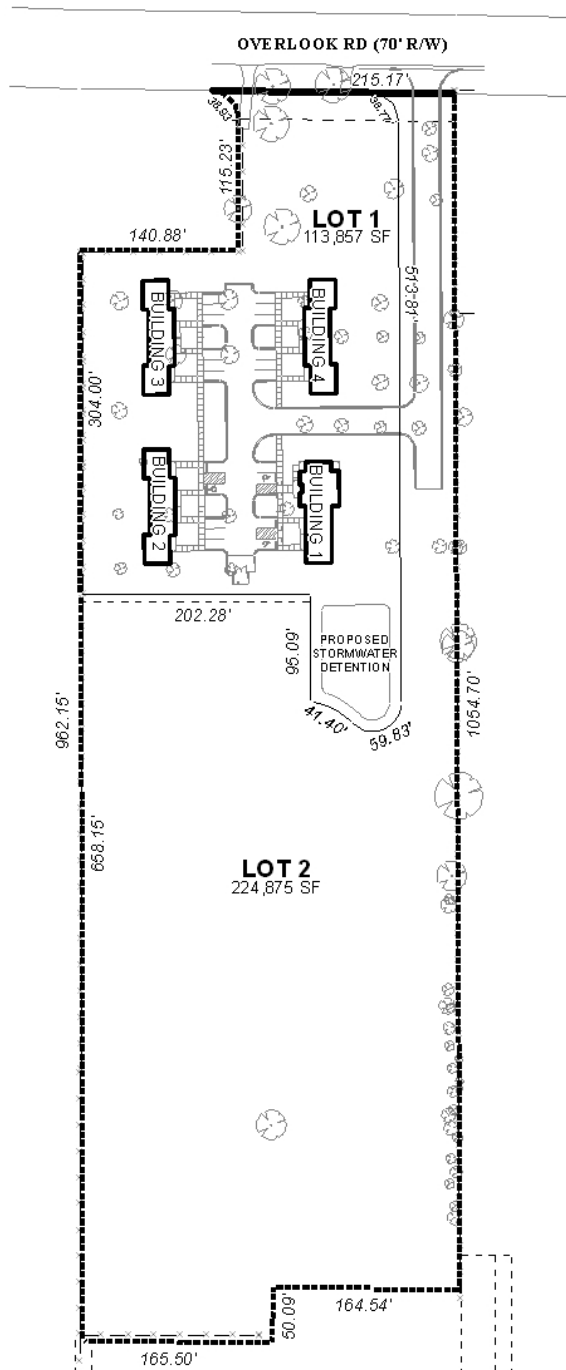 OVERLOOK RD (70' R/W)
215.17'
38.93'
38.77'
115.23'
LOT 1
113,857 SF
140.88'
513.81'
BUILDING 3
BUILDING 4
304.00'
BUILDING 2
BUILDING 1
202.28'
95.09'
PROPOSED
STORMWATER
DETENTION
41.40'
59.83'
962.15'
1054.70'
658.15'
LOT 2
224,875 SF
50.09'
164.54'
165.50'